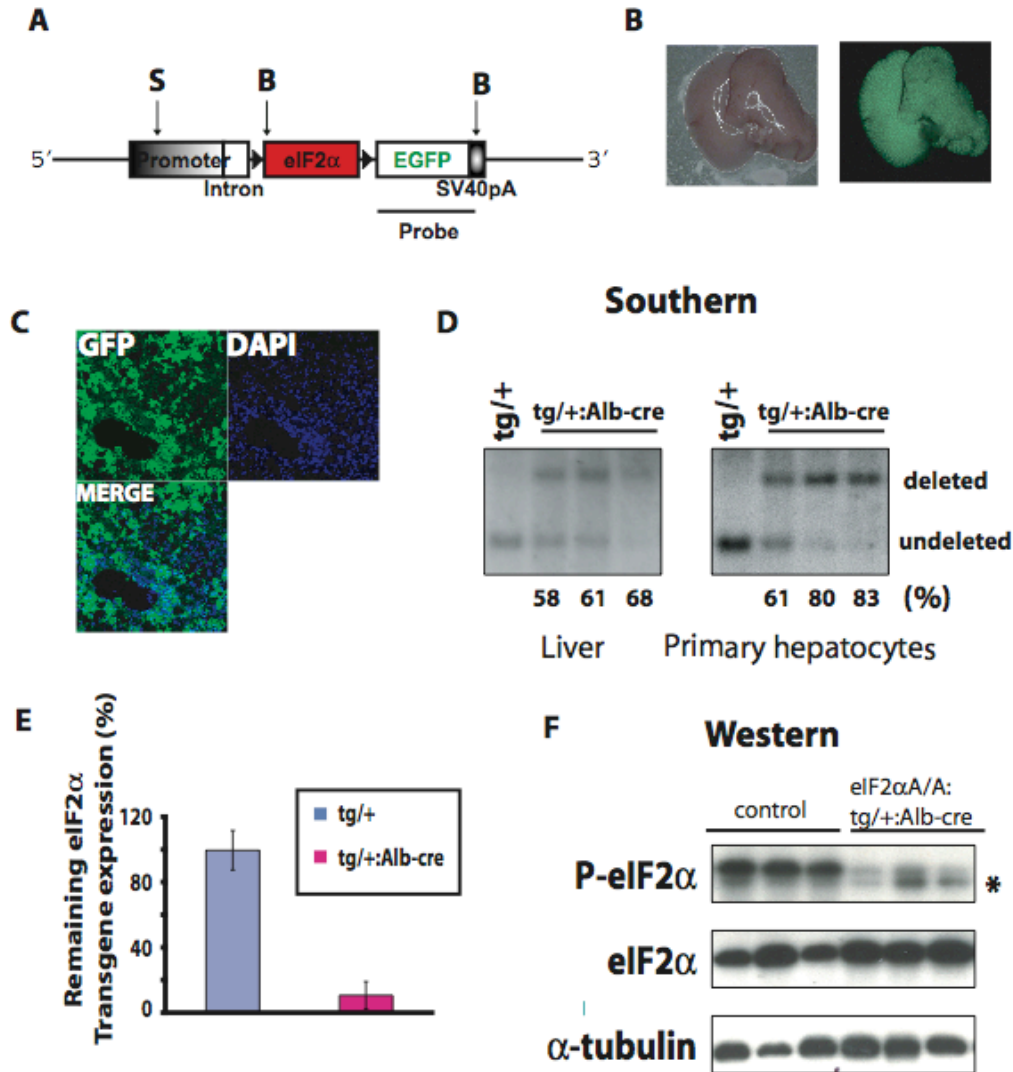 A
S
B
B
5′
Promoter
eIF2α
EGFP
3′
Intron
SV40pA
Probe
B
C
GFP
DAPI
MERGE
Southern
D
tg/+
tg/+:Alb-cre
tg/+
tg/+:Alb-cre
deleted
undeleted
58 61 68
61 80 83 (%)
Liver
Primary hepatocytes
E
Remaining eIF2α
Transgene expression (%)
120
80
40
0
tg/+
tg/+:Alb-cre
F
Western
control
eIF2αA/A:
tg/+:Alb-cre
P-eIF2α
*
eIF2α
α-tubulin